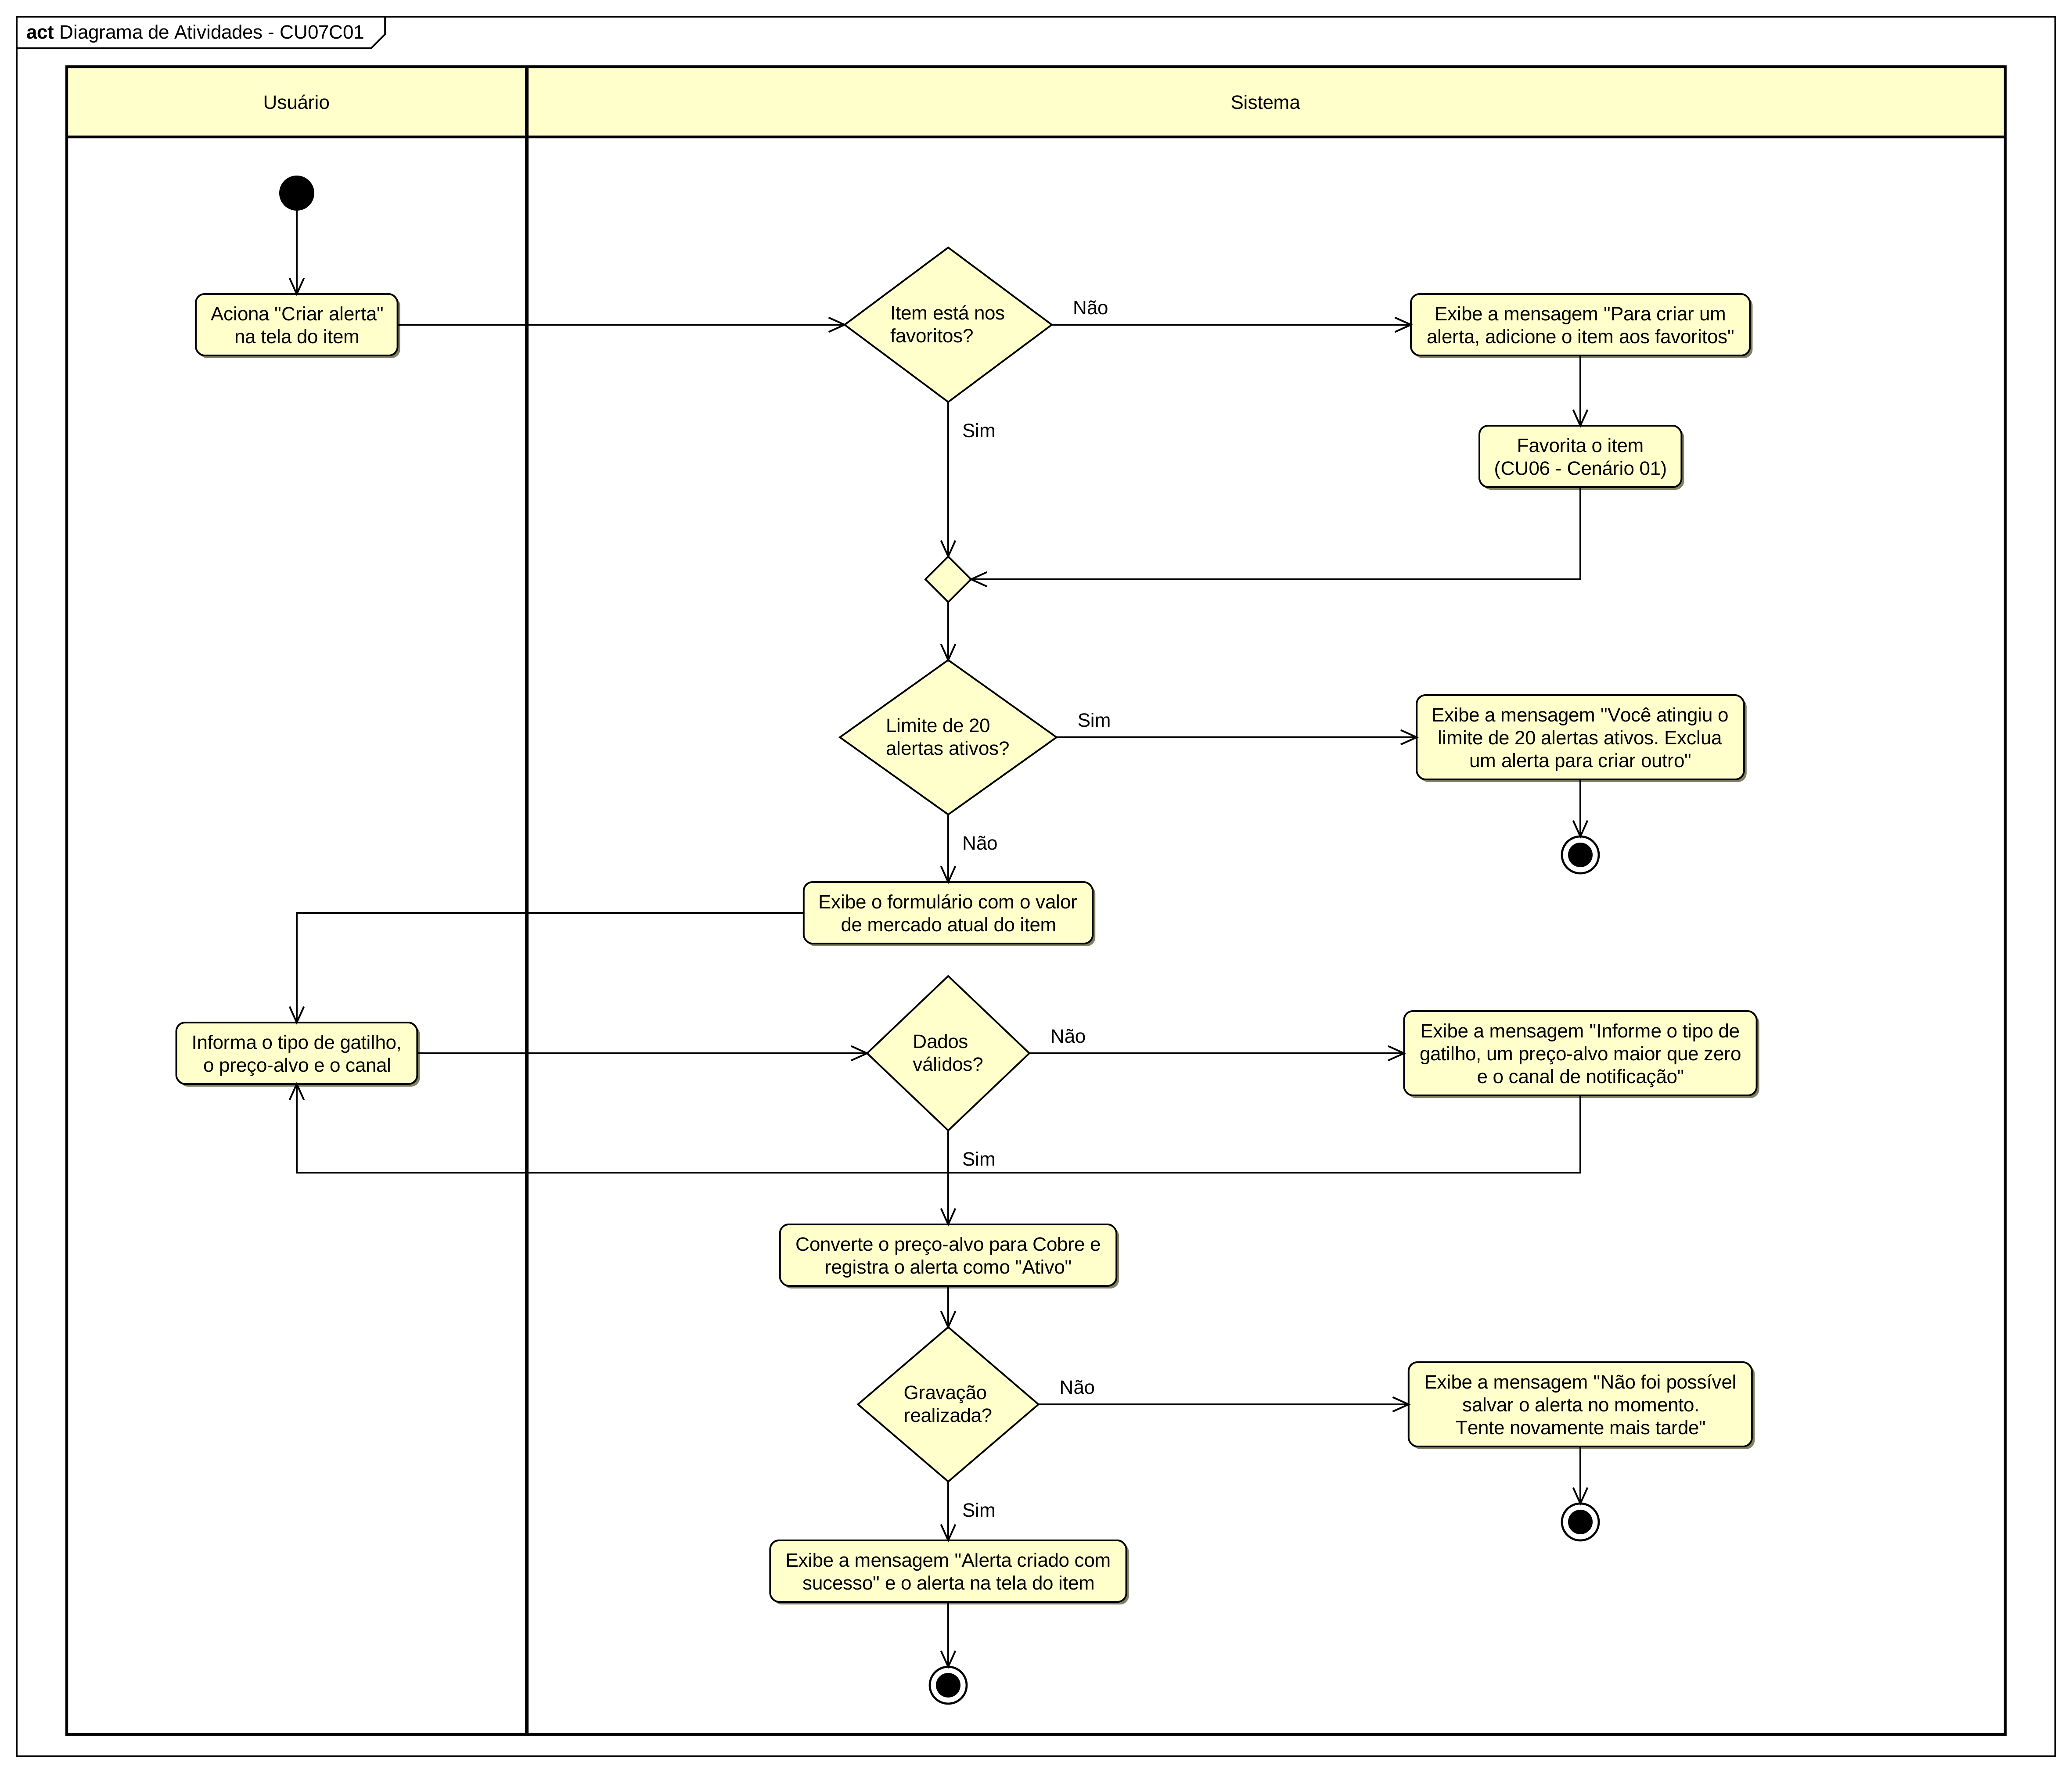 act Diagrama de Atividades - CU07C01
Usuário
Sistema
Aciona "Criar alerta"
na tela do item
Item está nos
favoritos?
Não
Exibe a mensagem "Para criar um
alerta, adicione o item aos favoritos"
Sim
Favorita o item
(CU06 - Cenário 01)
Limite de 20
alertas ativos?
Sim
Exibe a mensagem "Você atingiu o
limite de 20 alertas ativos. Exclua
um alerta para criar outro"
Não
Exibe o formulário com o valor
de mercado atual do item
Informa o tipo de gatilho,
o preço-alvo e o canal
Dados
válidos?
Não
Exibe a mensagem "Informe o tipo de
gatilho, um preço-alvo maior que zero
e o canal de notificação"
Sim
Converte o preço-alvo para Cobre e
registra o alerta como "Ativo"
Gravação
realizada?
Não
Exibe a mensagem "Não foi possível
salvar o alerta no momento.
Tente novamente mais tarde"
Sim
Exibe a mensagem "Alerta criado com
sucesso" e o alerta na tela do item